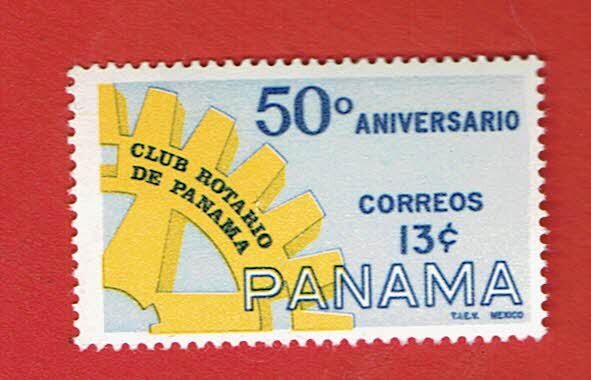 50º
ANIVERSARIO
CLUB ROTARIO
DE PANAMA
CORREOS
13¢
PANAMA
T.I.E.V. MEXICO